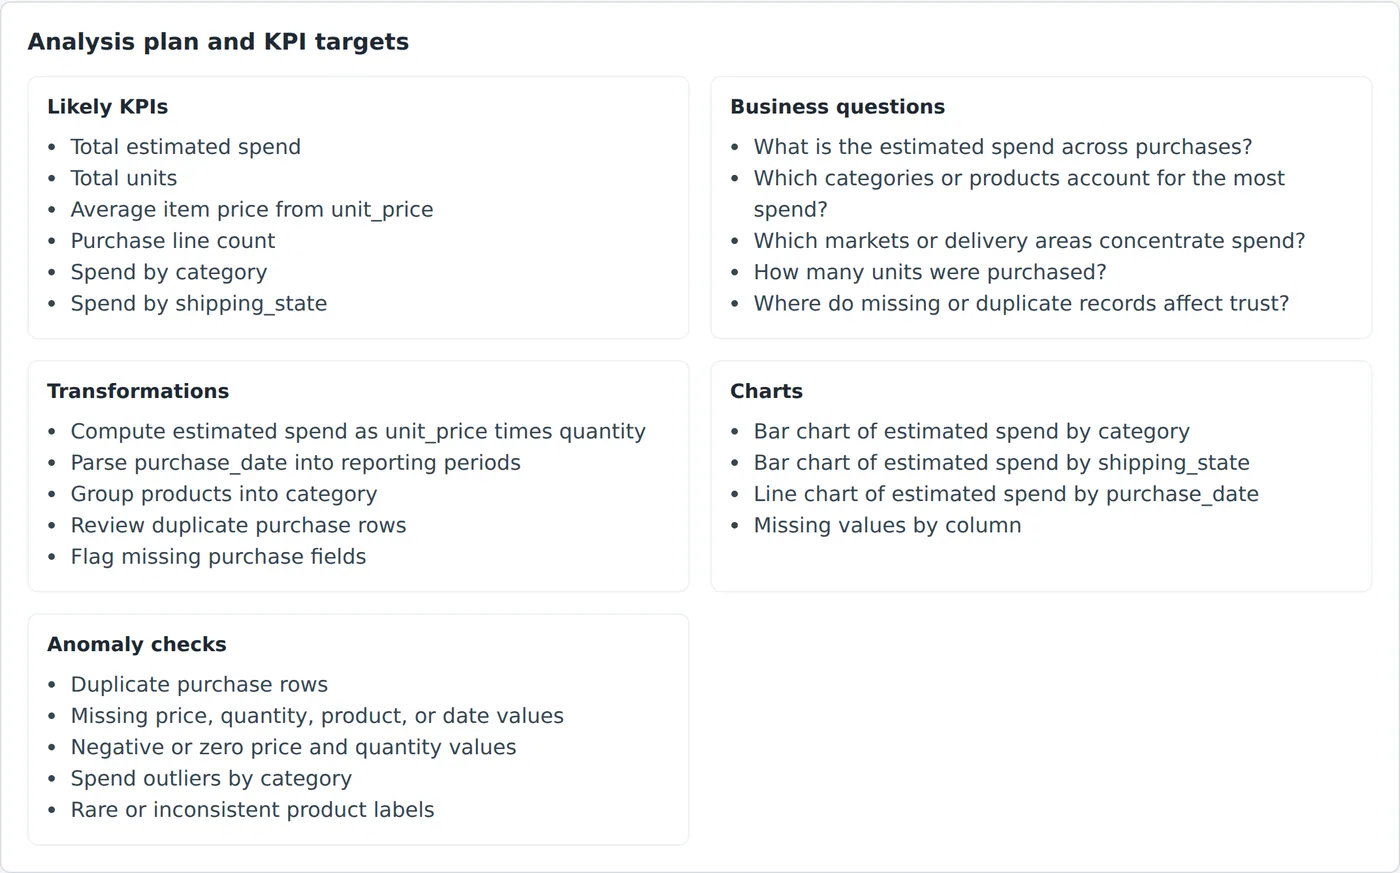 Analysis plan and KPI targets
Likely KPIs
• Total estimated spend
• Total units
• Average item price from unit_price
• Purchase line count
• Spend by category
• Spend by shipping_state
Business questions
• What is the estimated spend across purchases?
• Which categories or products account for the most
spend?
• Which markets or delivery areas concentrate spend?
• How many units were purchased?
• Where do missing or duplicate records affect trust?
Transformations
• Compute estimated spend as unit_price times quantity
• Parse purchase_date into reporting periods
• Group products into category
• Review duplicate purchase rows
• Flag missing purchase fields
Charts
• Bar chart of estimated spend by category
• Bar chart of estimated spend by shipping_state
• Line chart of estimated spend by purchase_date
• Missing values by column
Anomaly checks
• Duplicate purchase rows
• Missing price, quantity, product, or date values
• Negative or zero price and quantity values
• Spend outliers by category
• Rare or inconsistent product labels